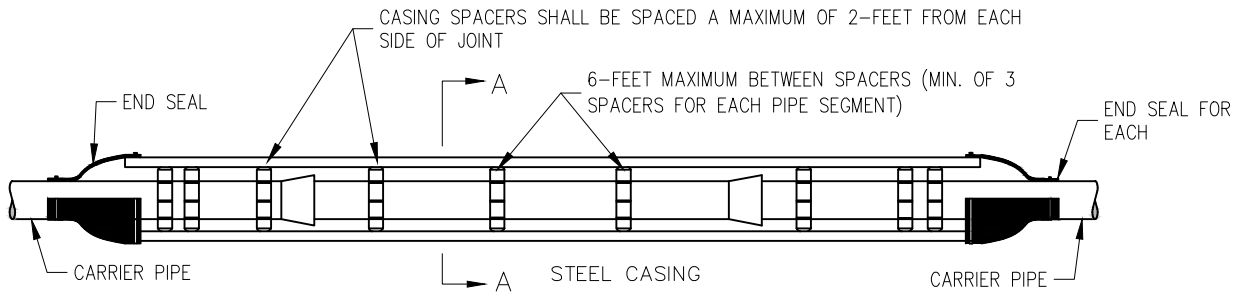 CASING SPACERS SHALL BE SPACED A MAXIMUM OF 2-FEET FROM EACH
SIDE OF JOINT
A
6-FEET MAXIMUM BETWEEN SPACERS (MIN. OF 3
SPACERS FOR EACH PIPE SEGMENT)
END SEAL
END SEAL FOR
EACH
CARRIER PIPE
A
STEEL CASING
CARRIER PIPE